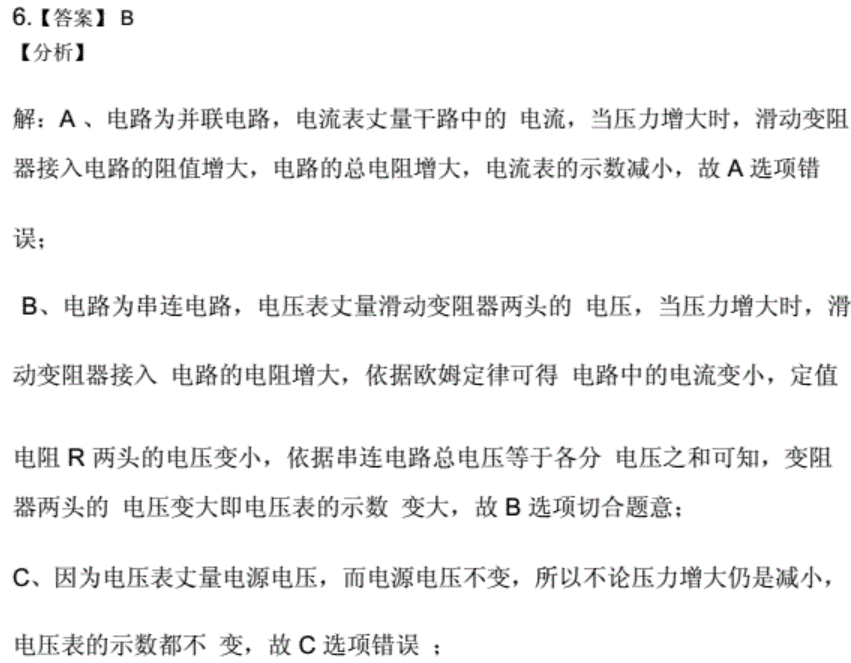 6.【答案】 B
【分析】
解：A 、电路为并联电路，电流表丈量干路中的 电流，当压力增大时，滑动变阻
器接入电路的阻值增大，电路的总电阻增大，电流表的示数减小，故 A 选项错
误；
B、电路为串连电路，电压表丈量滑动变阻器两头的 电压，当压力增大时，滑
动变阻器接入 电路的电阻增大，依据欧姆定律可得 电路中的电流变小，定值
电阻 R 两头的电压变小，依据串连电路总电压等于各分 电压之和可知，变阻
器两头的 电压变大即电压表的示数 变大，故 B 选项切合题意；
C、因为电压表丈量电源电压，而电源电压不变，所以不论压力增大仍是减小，
电压表的示数都不 变，故 C 选项错误 ；